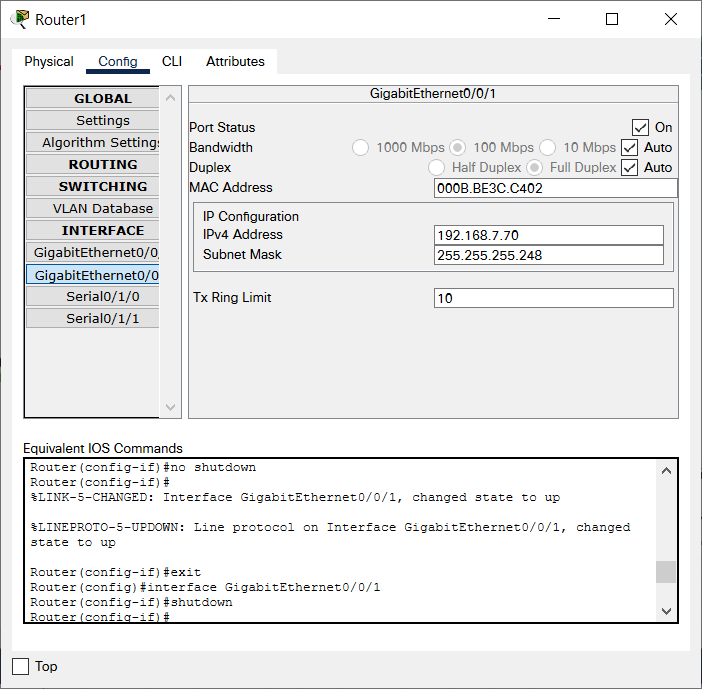 Router1
Physical Config CLI Attributes
GLOBAL
Settings
Algorithm Settings
ROUTING
SWITCHING
VLAN Database
INTERFACE
GigabitEthernet0/0/
GigabitEthernet0/0
Serial0/1/0
Serial0/1/1
GigabitEthernet0/0/1
Port Status On
Bandwidth 1000 Mbps 100 Mbps 10 Mbps Auto
Duplex Half Duplex Full Duplex Auto
MAC Address 000B.BE3C.C402
IP Configuration
IPv4 Address 192.168.7.70
Subnet Mask 255.255.255.248
Tx Ring Limit 10
Equivalent IOS Commands
Router(config-if)#no shutdown
Router(config-if)#
%LINK-5-CHANGED: Interface GigabitEthernet0/0/1, changed state to up
%LINEPROTO-5-UPDOWN: Line protocol on Interface GigabitEthernet0/0/1, changed
state to up
Router(config-if)#exit
Router(config)#interface GigabitEthernet0/0/1
Router(config-if)#shutdown
Router(config-if)#
Top